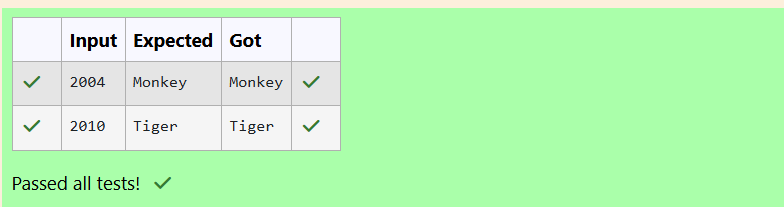 Input Expected Got
2004 Monkey Monkey
2010 Tiger Tiger
Passed all tests!